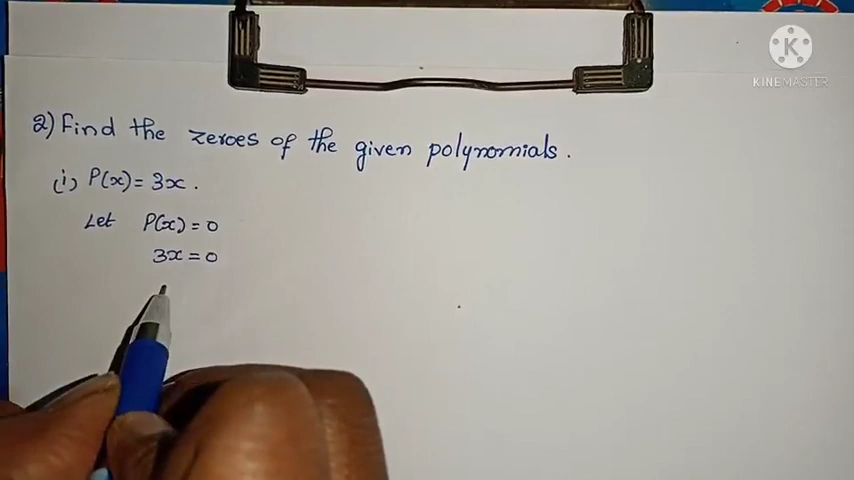 KINEMASTER
2) Find the zeroes of the given polynomials.
(i) P(x) = 3x.
Let P(x) = 0
3x = 0